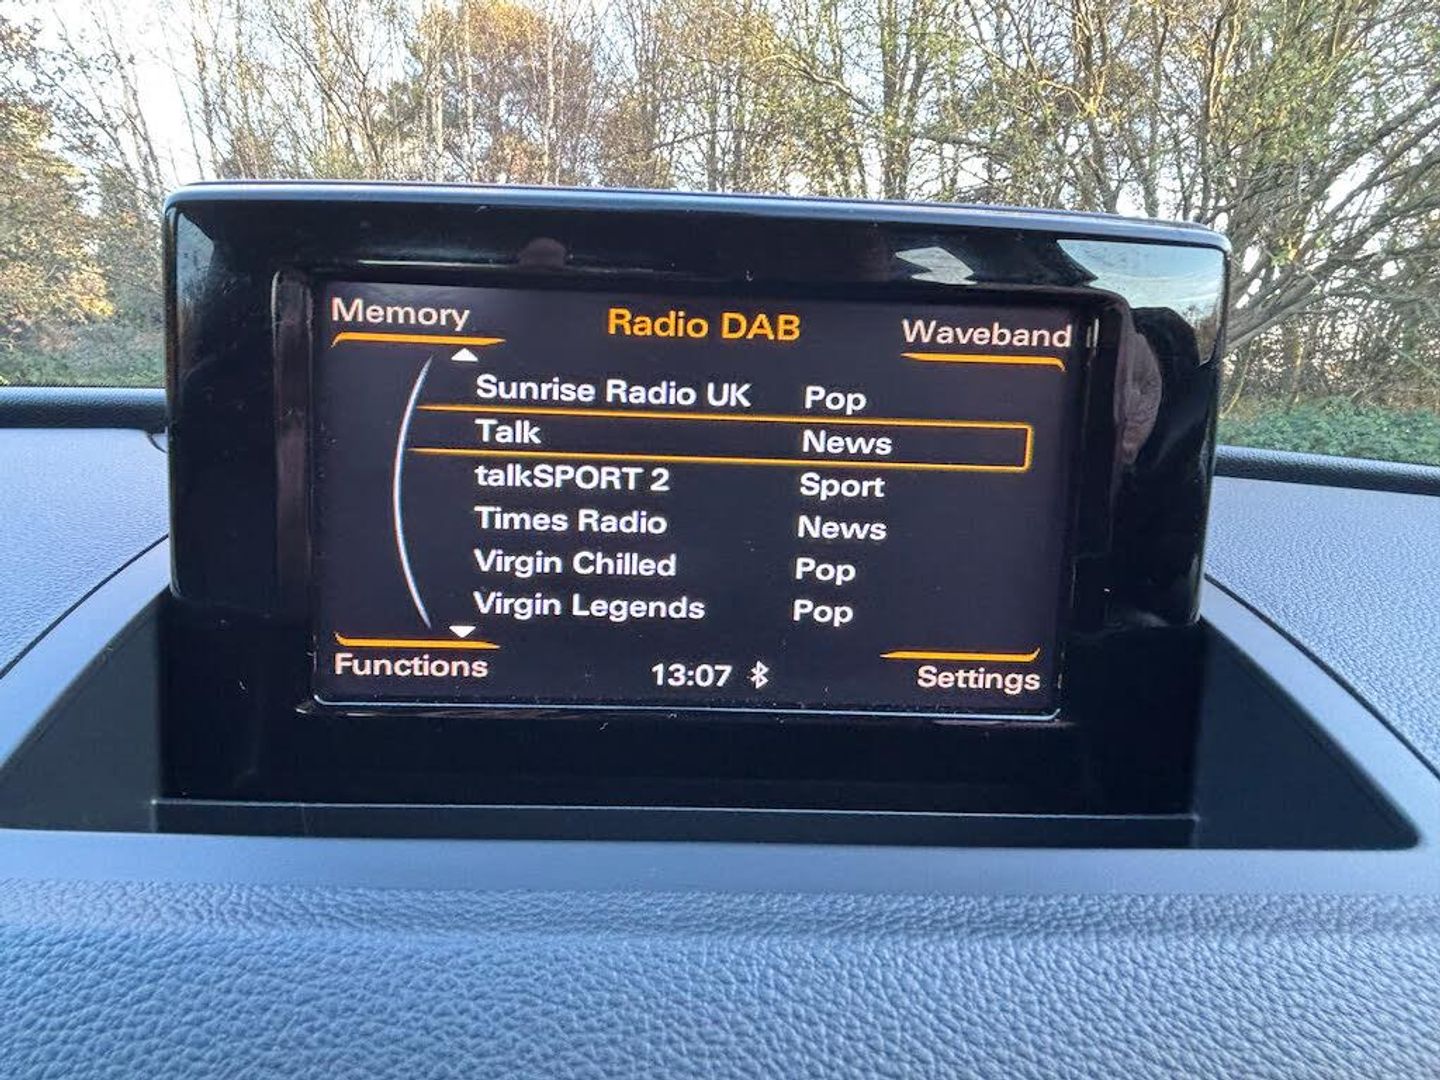 Memory Radio DAB Waveband
Sunrise Radio UK Pop
Talk News
talkSPORT 2 Sport
Times Radio News
Virgin Chilled Pop
Virgin Legends Pop
Functions 13:07 Settings